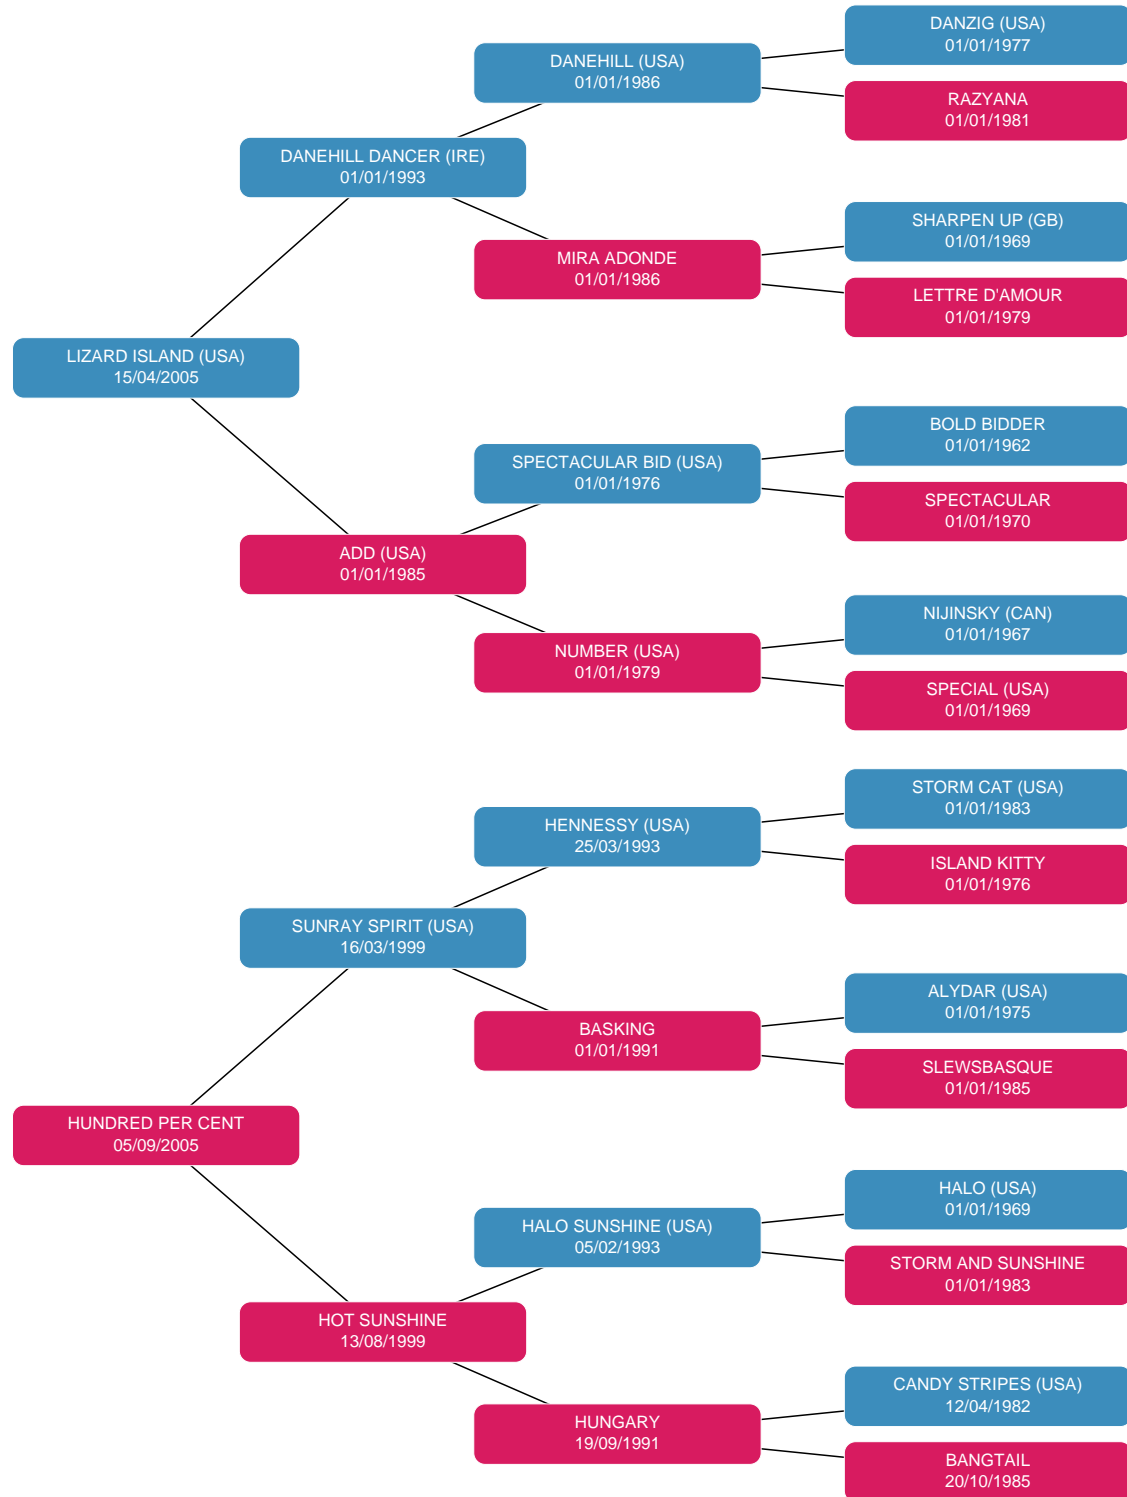 DANZIG (USA)
01/01/1977
DANEHILL (USA)
01/01/1986
RAZYANA
01/01/1981
DANEHILL DANCER (IRE)
01/01/1993
SHARPEN UP (GB)
01/01/1969
MIRA ADONDE
01/01/1986
LETTRE D'AMOUR
01/01/1979
LIZARD ISLAND (USA)
15/04/2005
BOLD BIDDER
01/01/1962
SPECTACULAR BID (USA)
01/01/1976
SPECTACULAR
01/01/1970
ADD (USA)
01/01/1985
NIJINSKY (CAN)
01/01/1967
NUMBER (USA)
01/01/1979
SPECIAL (USA)
01/01/1969
STORM CAT (USA)
01/01/1983
HENNESSY (USA)
25/03/1993
ISLAND KITTY
01/01/1976
SUNRAY SPIRIT (USA)
16/03/1999
ALYDAR (USA)
01/01/1975
BASKING
01/01/1991
SLEWSBASQUE
01/01/1985
HUNDRED PER CENT
05/09/2005
HALO (USA)
01/01/1969
HALO SUNSHINE (USA)
05/02/1993
STORM AND SUNSHINE
01/01/1983
HOT SUNSHINE
13/08/1999
CANDY STRIPES (USA)
12/04/1982
HUNGARY
19/09/1991
BANGTAIL
20/10/1985